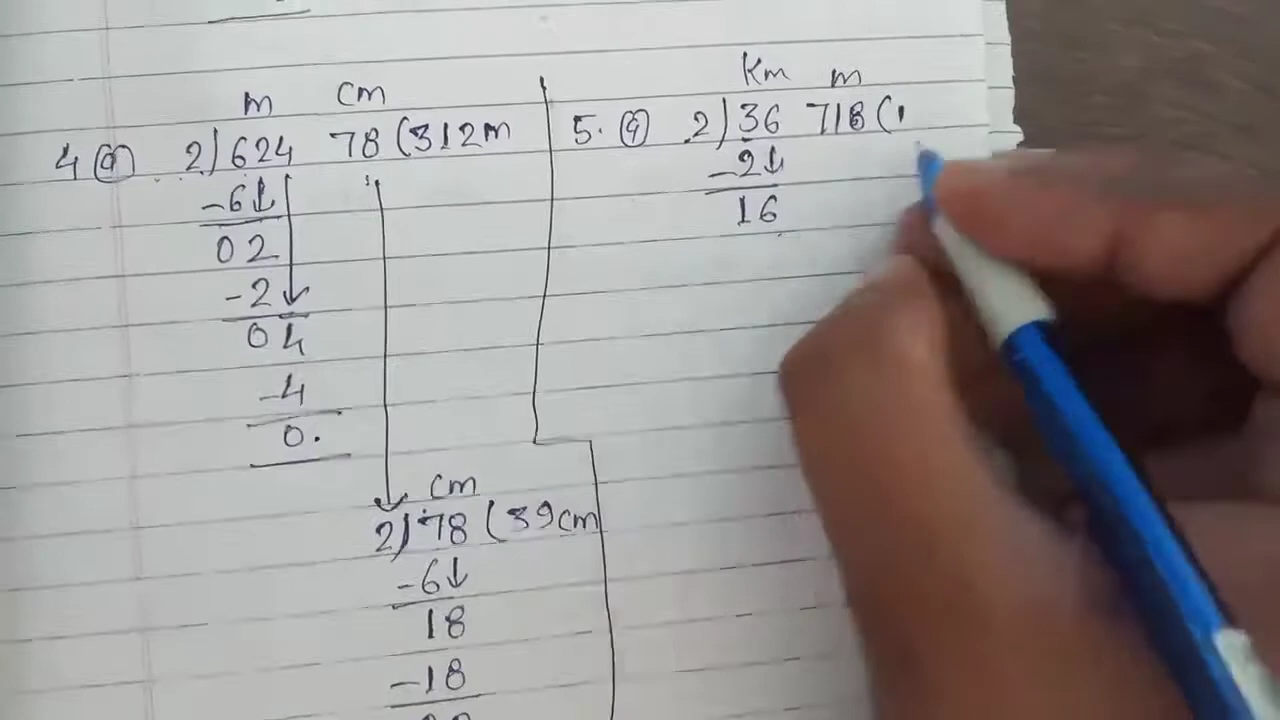 m cm
4 (क) 2)624 78(312m
-6↓
02
-2
04
-4
0.
cm
2)78(39cm
-6↓
18
-18
00
Km m
5. (क) 2)36 718(1
-2↓
16